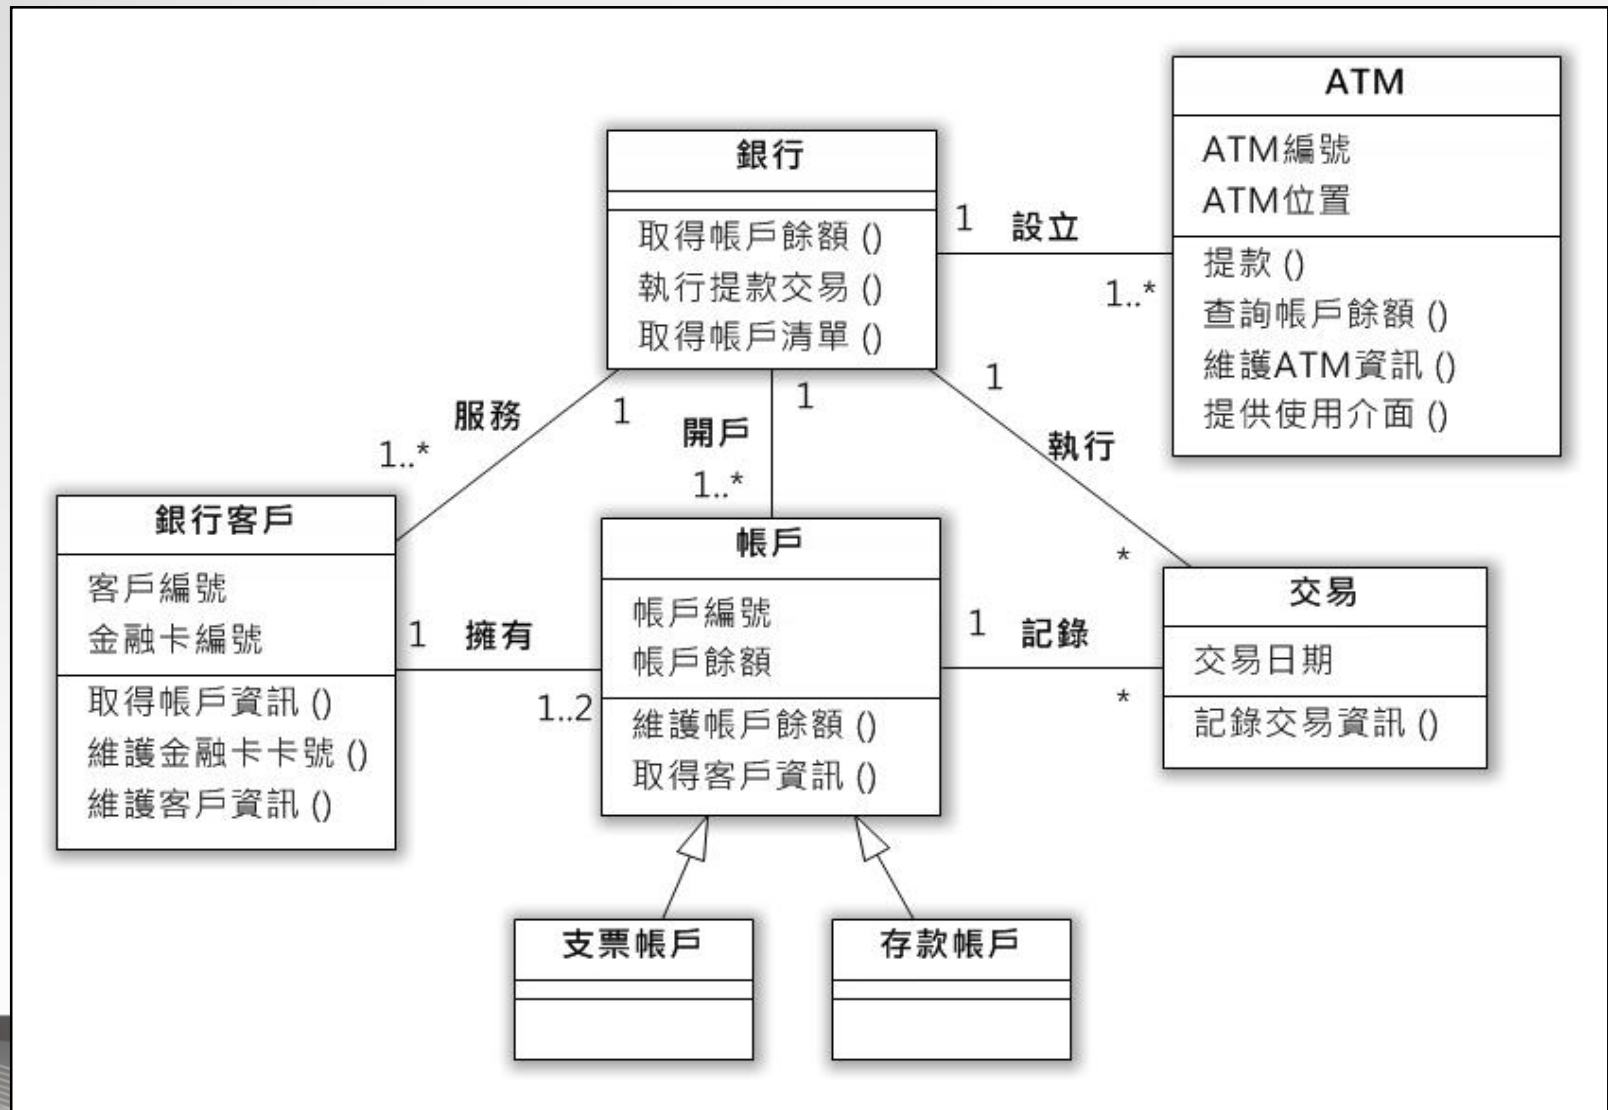 ATM
ATM編號
ATM位置
提款 ()
查詢帳戶餘額 ()
維護ATM資訊 ()
提供使用介面 ()
銀行
取得帳戶餘額 ()
執行提款交易 ()
取得帳戶清單 ()
1 設立
1..*
服務
1
1..*
開戶
1
1..*
1
執行
*
銀行客戶
客戶編號
金融卡編號
取得帳戶資訊 ()
維護金融卡卡號 ()
維護客戶資訊 ()
1 擁有
1..2
帳戶
帳戶編號
帳戶餘額
維護帳戶餘額 ()
取得客戶資訊 ()
1 記錄
*
交易
交易日期
記錄交易資訊 ()
支票帳戶
存款帳戶